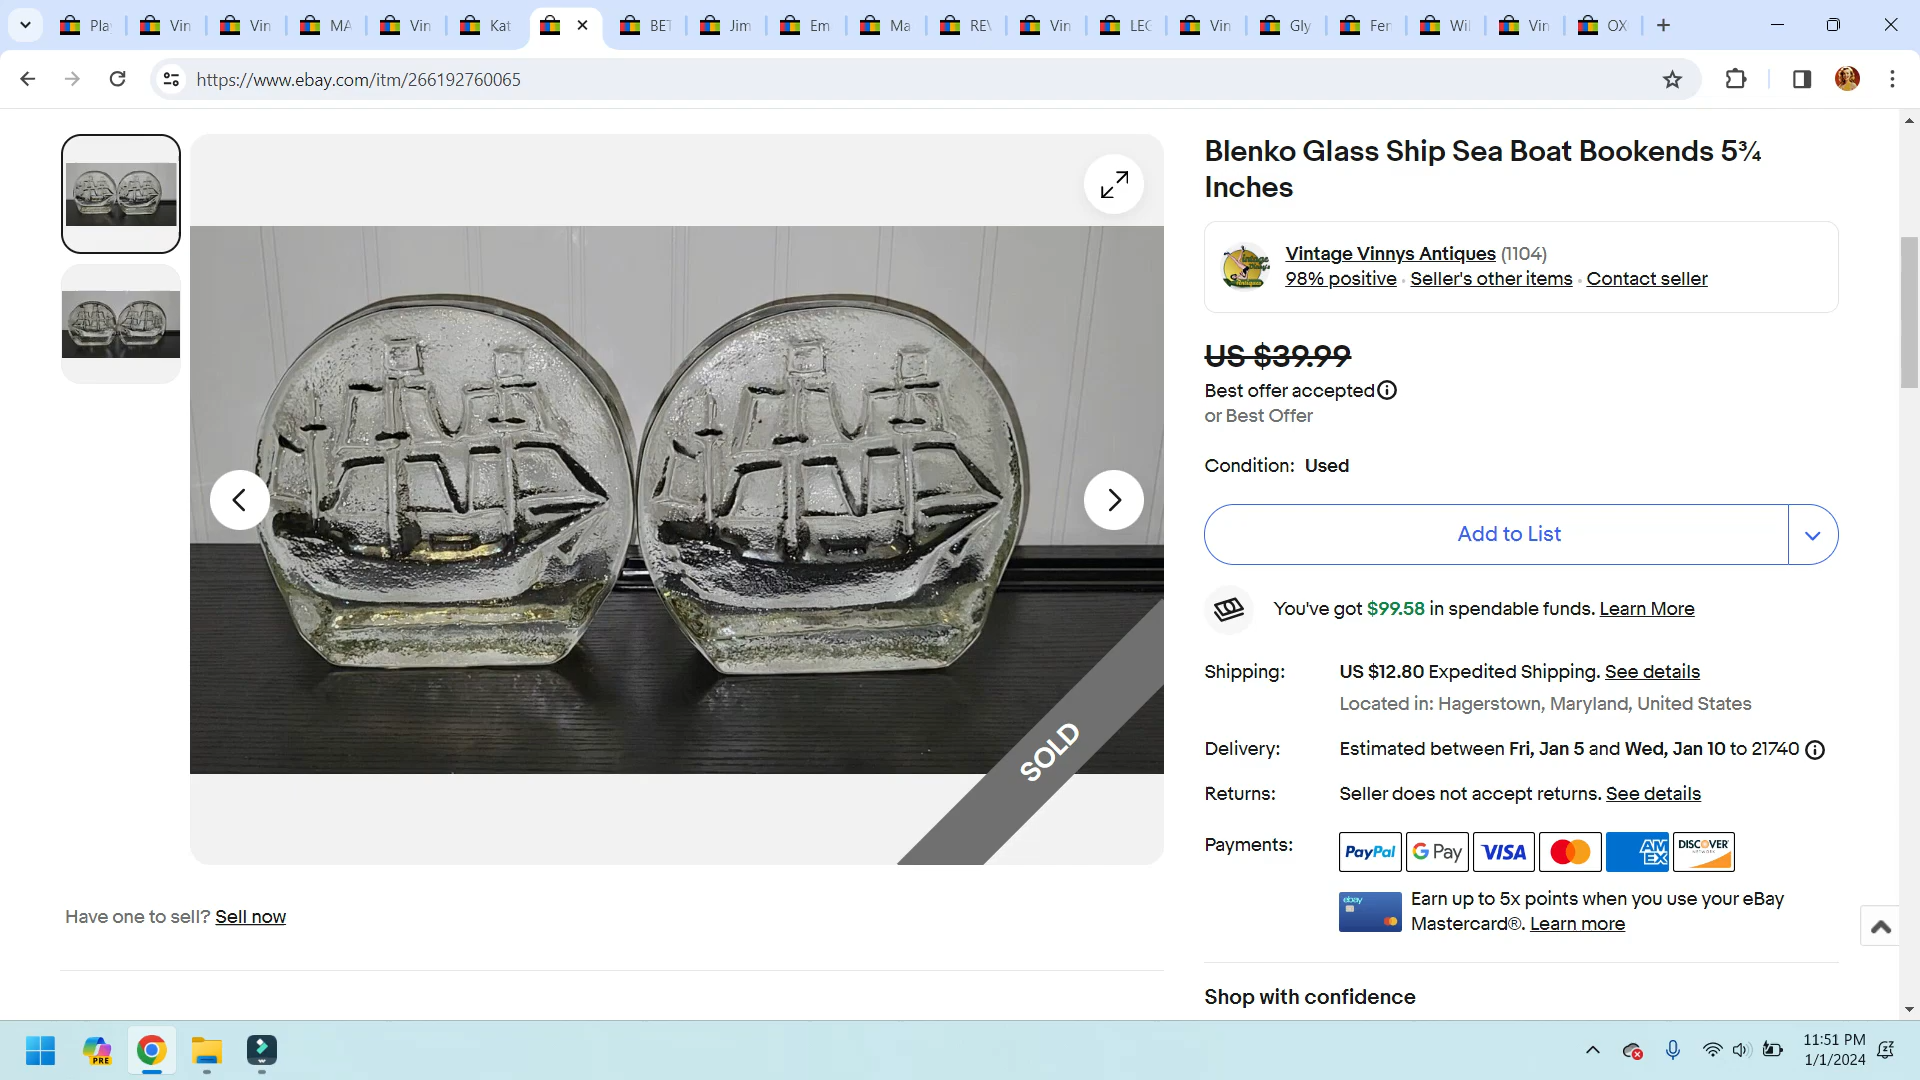 Pla
Vin
Vin
MA
Vin
Kat
BET
Jim
Em
Ma
REV
Vin
LEG
Vin
Gly
Fen
Wil
Vin
OX
https://www.ebay.com/itm/266192760065
Blenko Glass Ship Sea Boat Bookends 5¾
Inches
Vintage Vinnys Antiques (1104)
98% positive · Seller's other items · Contact seller
US $39.99
Best offer accepted
or Best Offer
Condition: Used
Add to List
You've got $99.58 in spendable funds. Learn More
Shipping: US $12.80 Expedited Shipping. See details
Located in: Hagerstown, Maryland, United States
Delivery: Estimated between Fri, Jan 5 and Wed, Jan 10 to 21740
Returns: Seller does not accept returns. See details
Payments: PayPal G Pay VISA AM EX DISCOVER
ebay Earn up to 5x points when you use your eBay
Mastercard®. Learn more
Shop with confidence
SOLD
Have one to sell? Sell now
PRE
11:51 PM
1/1/2024